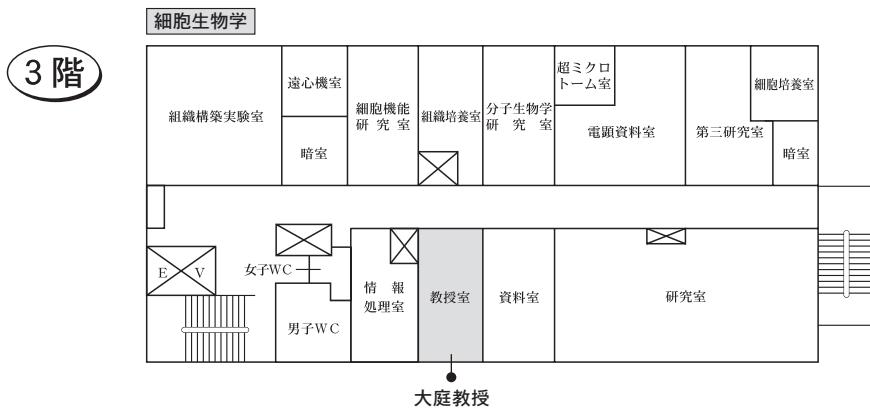 細胞生物学
3階
組織構築実験室
遠心機室
暗室
細胞機能
研究室
組織培養室
分子生物学
研究室
超ミクロ
トーム室
電顕資料室
第三研究室
細胞培養室
暗室
EV
女子WC
男子WC
情報
処理室
教授室
資料室
研究室
大庭教授